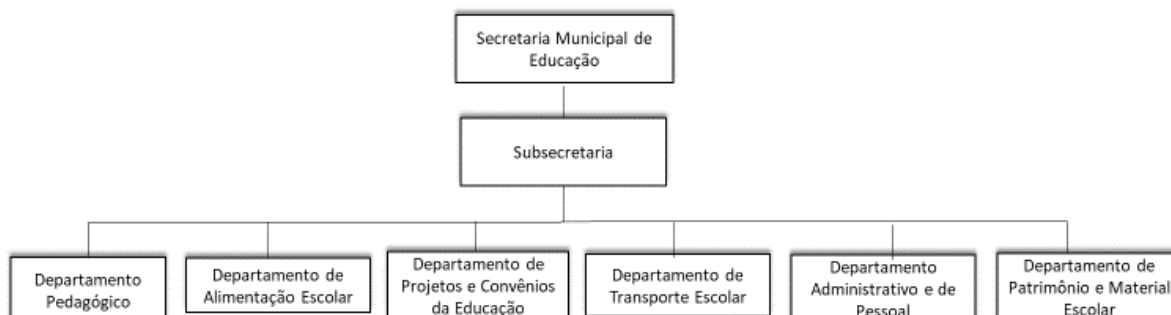 Secretaria Municipal de
Educação
Subsecretaria
Departamento
Pedagógico
Departamento de
Alimentação Escolar
Departamento de
Projetos e Convênios
da Educação
Departamento de
Transporte Escolar
Departamento
Administrativo e de
Pessoal
Departamento de
Patrimônio e Material
Escolar